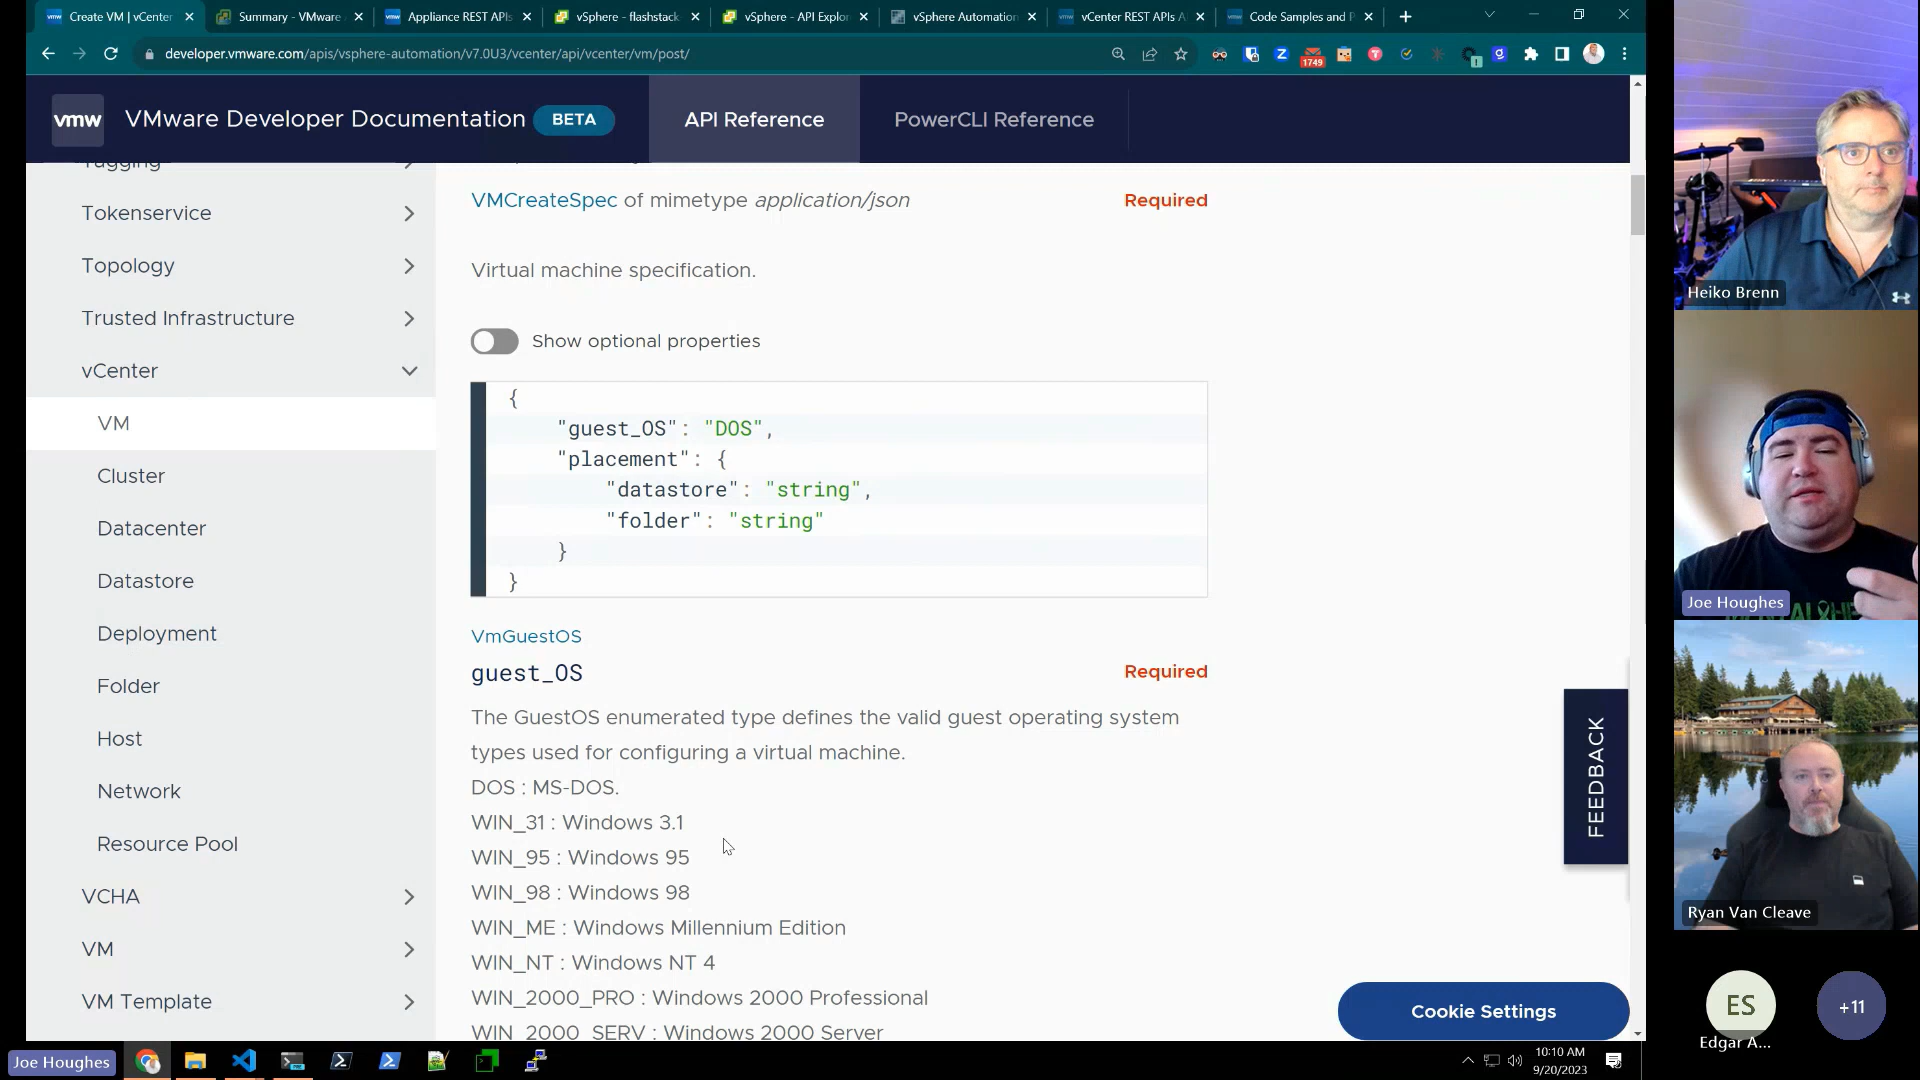 Create VM | vCenter
Summary - VMware
Appliance REST APIs
vSphere - flashstack
vSphere - API Explor
vSphere Automation
vCenter REST APIs A
Code Samples and P
developer.vmware.com/apis/vsphere-automation/v7.0U3/vcenter/api/vcenter/vm/post/
1749
vmw
VMware Developer Documentation
BETA
API Reference
PowerCLI Reference
Tagging
Tokenservice
Topology
Trusted Infrastructure
vCenter
VM
Cluster
Datacenter
Datastore
Deployment
Folder
Host
Network
Resource Pool
VCHA
VM
VM Template
VMCreateSpec of mimetype application/json
Required
Virtual machine specification.
Show optional properties
{
"guest_OS": "DOS",
"placement": {
"datastore": "string",
"folder": "string"
}
}
VmGuestOS
guest_OS
Required
The GuestOS enumerated type defines the valid guest operating system
types used for configuring a virtual machine.
DOS : MS-DOS.
WIN_31 : Windows 3.1
WIN_95 : Windows 95
WIN_98 : Windows 98
WIN_ME : Windows Millennium Edition
WIN_NT : Windows NT 4
WIN_2000_PRO : Windows 2000 Professional
WIN_2000_SERV : Windows 2000 Server
FEEDBACK
Cookie Settings
Heiko Brenn
Joe Houghes
Ryan Van Cleave
ES
Edgar A...
+11
Joe Houghes
10:10 AM
9/20/2023